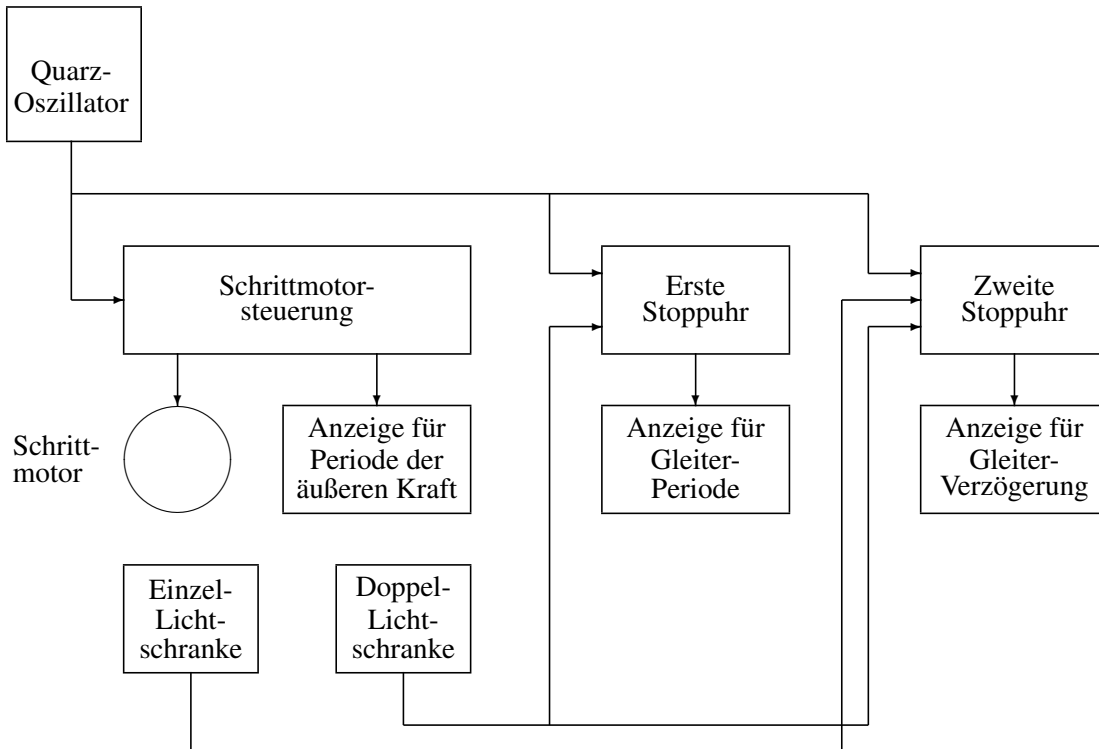 Quarz-
Oszillator
Schrittmotor-
steuerung
Erste
Stoppuhr
Zweite
Stoppuhr
Schritt-
motor
Anzeige für
Periode der
äußeren Kraft
Anzeige für
Gleiter-
Periode
Anzeige für
Gleiter-
Verzögerung
Einzel-
Licht-
schranke
Doppel-
Licht-
schranke